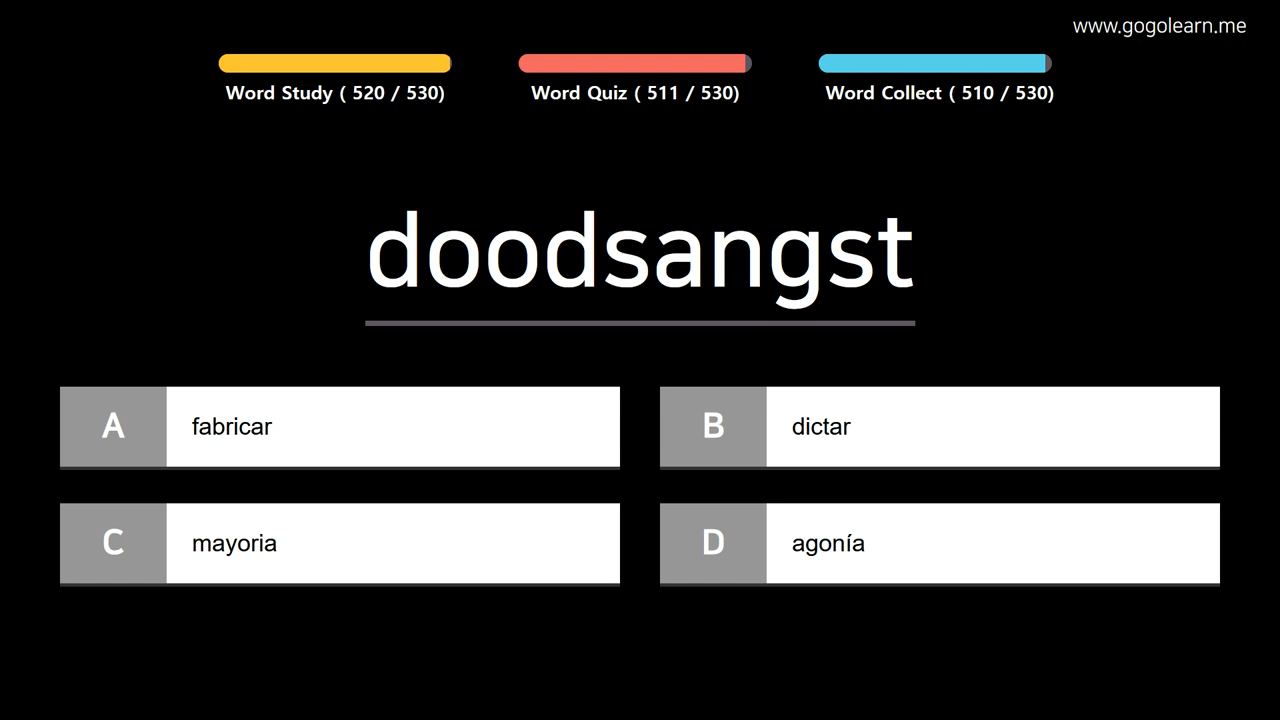 www.gogolearn.me
Word Study ( 520 / 530)
Word Quiz ( 511 / 530)
Word Collect ( 510 / 530)
doodsangst
A fabricar
B dictar
C mayoria
D agonía